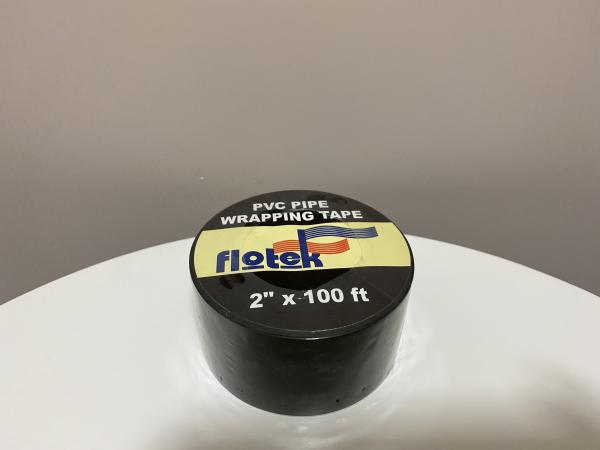 PVC PIPE
WRAPPING TAPE
flotek
2" x 100 ft